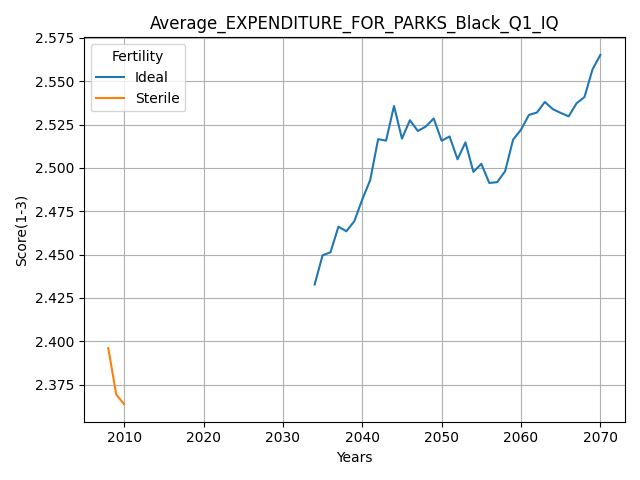 Average_EXPENDITURE_FOR_PARKS_Black_Q1_IQ
2.575
2.550
2.525
2.500
2.475
2.450
2.425
2.400
2.375
Score(1-3)
Fertility
Ideal
Sterile
2010 2020 2030 2040 2050 2060 2070
Years